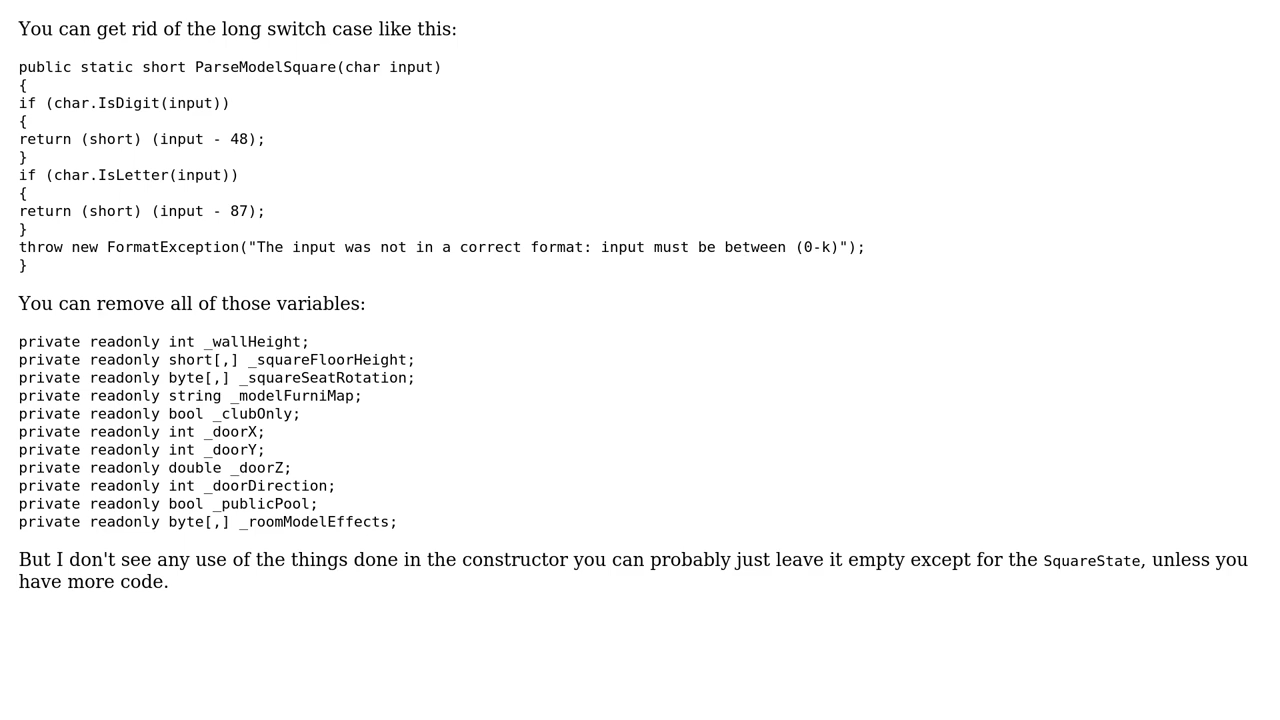 You can get rid of the long switch case like this:
public static short ParseModelSquare(char input)
{
if (char.IsDigit(input))
{
return (short) (input - 48);
}
if (char.IsLetter(input))
{
return (short) (input - 87);
}
throw new FormatException("The input was not in a correct format: input must be between (0-k)");
}
You can remove all of those variables:
private readonly int _wallHeight;
private readonly short[,] _squareFloorHeight;
private readonly byte[,] _squareSeatRotation;
private readonly string _modelFurniMap;
private readonly bool _clubOnly;
private readonly int _doorX;
private readonly int _doorY;
private readonly double _doorZ;
private readonly int _doorDirection;
private readonly bool _publicPool;
private readonly byte[,] _roomModelEffects;
But I don't see any use of the things done in the constructor you can probably just leave it empty except for the SquareState, unless you
have more code.